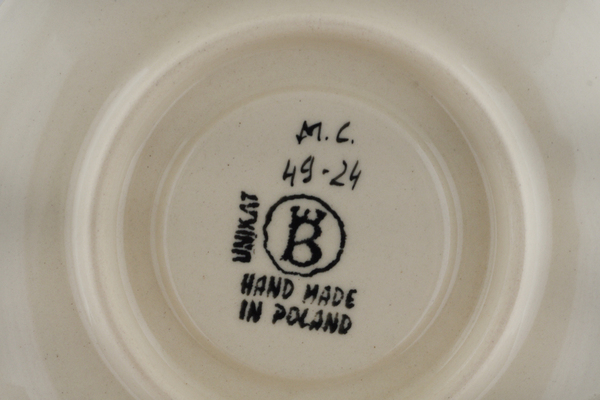 M.C.
49-24
UNIKAT
B
HAND MADE
IN POLAND